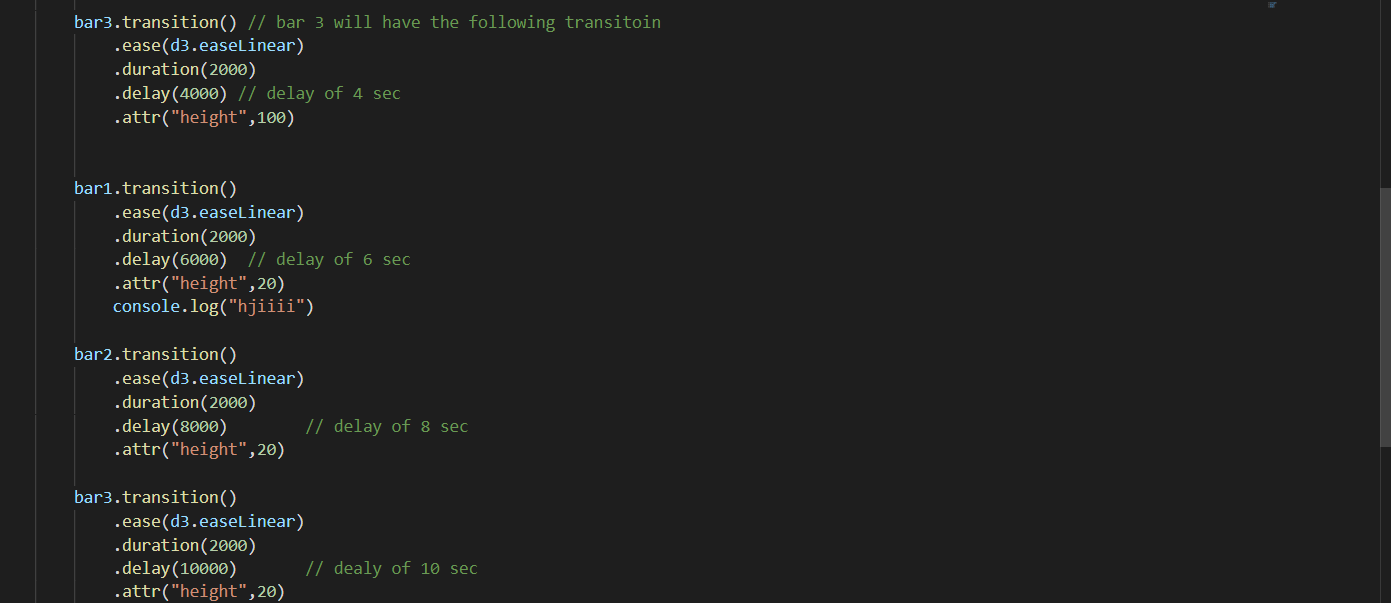 bar3.transition() // bar 3 will have the following transitoin
.ease(d3.easeLinear)
.duration(2000)
.delay(4000) // delay of 4 sec
.attr("height",100)
bar1.transition()
.ease(d3.easeLinear)
.duration(2000)
.delay(6000)  // delay of 6 sec
.attr("height",20)
console.log("hjiiii")
bar2.transition()
.ease(d3.easeLinear)
.duration(2000)
.delay(8000)        // delay of 8 sec
.attr("height",20)
bar3.transition()
.ease(d3.easeLinear)
.duration(2000)
.delay(10000)       // dealy of 10 sec
.attr("height",20)